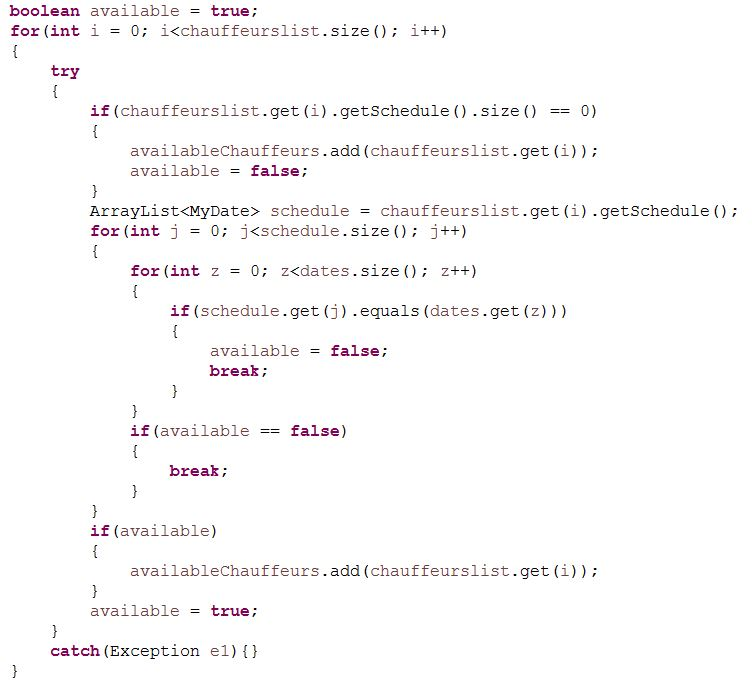 boolean available = true;
for(int i = 0; i<chauffeurslist.size(); i++)
{
    try
    {
        if(chauffeurslist.get(i).getSchedule().size() == 0)
        {
            availableChauffeurs.add(chauffeurslist.get(i));
            available = false;
        }
        ArrayList<MyDate> schedule = chauffeurslist.get(i).getSchedule();
        for(int j = 0; j<schedule.size(); j++)
        {
            for(int z = 0; z<dates.size(); z++)
            {
                if(schedule.get(j).equals(dates.get(z)))
                {
                    available = false;
                    break;
                }
            }
            if(available == false)
            {
                break;
            }
        }
        if(available)
        {
            availableChauffeurs.add(chauffeurslist.get(i));
        }
        available = true;
    }
    catch(Exception e1){}
}